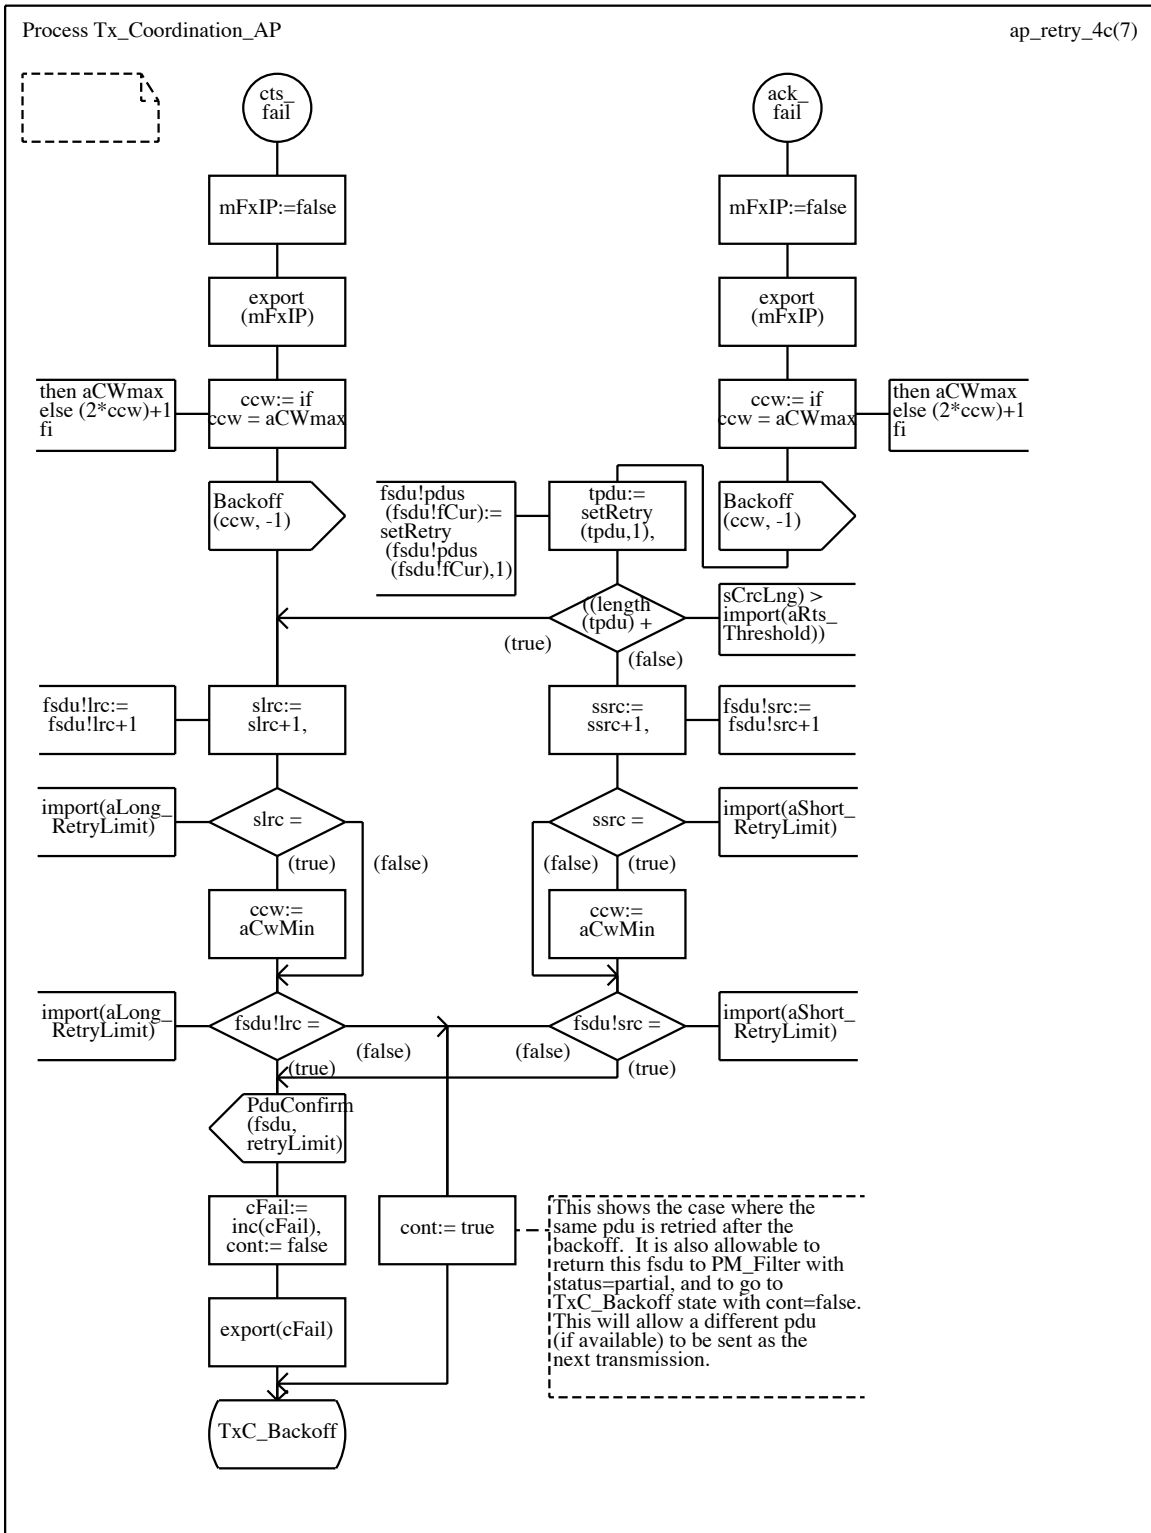 Process Tx_Coordination_AP
ap_retry_4c(7)
cts_
fail
ack_
fail
mFxIP:=false
mFxIP:=false
export
(mFxIP)
export
(mFxIP)
then aCWmax
else (2*ccw)+1
fi
ccw:= if
ccw = aCWmax
ccw:= if
ccw = aCWmax
then aCWmax
else (2*ccw)+1
fi
Backoff
(ccw, -1)
fsdu!pdus
(fsdu!fCur):=
setRetry
(fsdu!pdus
(fsdu!fCur),1)
tpdu:=
setRetry
(tpdu,1),
Backoff
(ccw, -1)
((length
(tpdu) +
sCrcLng) >
import(aRts_
Threshold))
(true)
(false)
fsdu!lrc:=
fsdu!lrc+1
slrc:=
slrc+1,
ssrc:=
ssrc+1,
fsdu!src:=
fsdu!src+1
import(aLong_
RetryLimit)
slrc =
ssrc =
import(aShort_
RetryLimit)
(true)
(false)
(false)
(true)
ccw:=
aCwMin
ccw:=
aCwMin
import(aLong_
RetryLimit)
fsdu!lrc =
fsdu!src =
import(aShort_
RetryLimit)
(false)
(false)
(true)
(true)
PduConfirm
(fsdu,
retryLimit)
cFail:=
inc(cFail),
cont:= false
cont:= true
This shows the case where the
same pdu is retried after the
backoff.  It is also allowable to
return this fsdu to PM_Filter with
status=partial, and to go to
TxC_Backoff state with cont=false.
This will allow a different pdu
(if available) to be sent as the
next transmission.
export(cFail)
TxC_Backoff